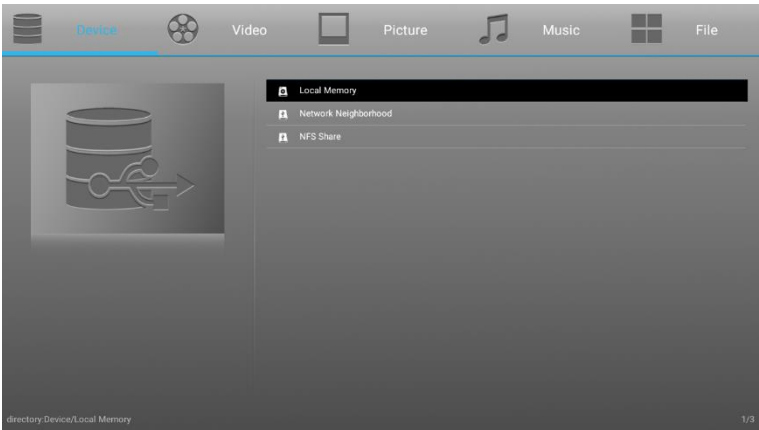 Device Video Picture Music File
Local Memory
Network Neighborhood
NFS Share
directory:Device/Local Memory 1/3